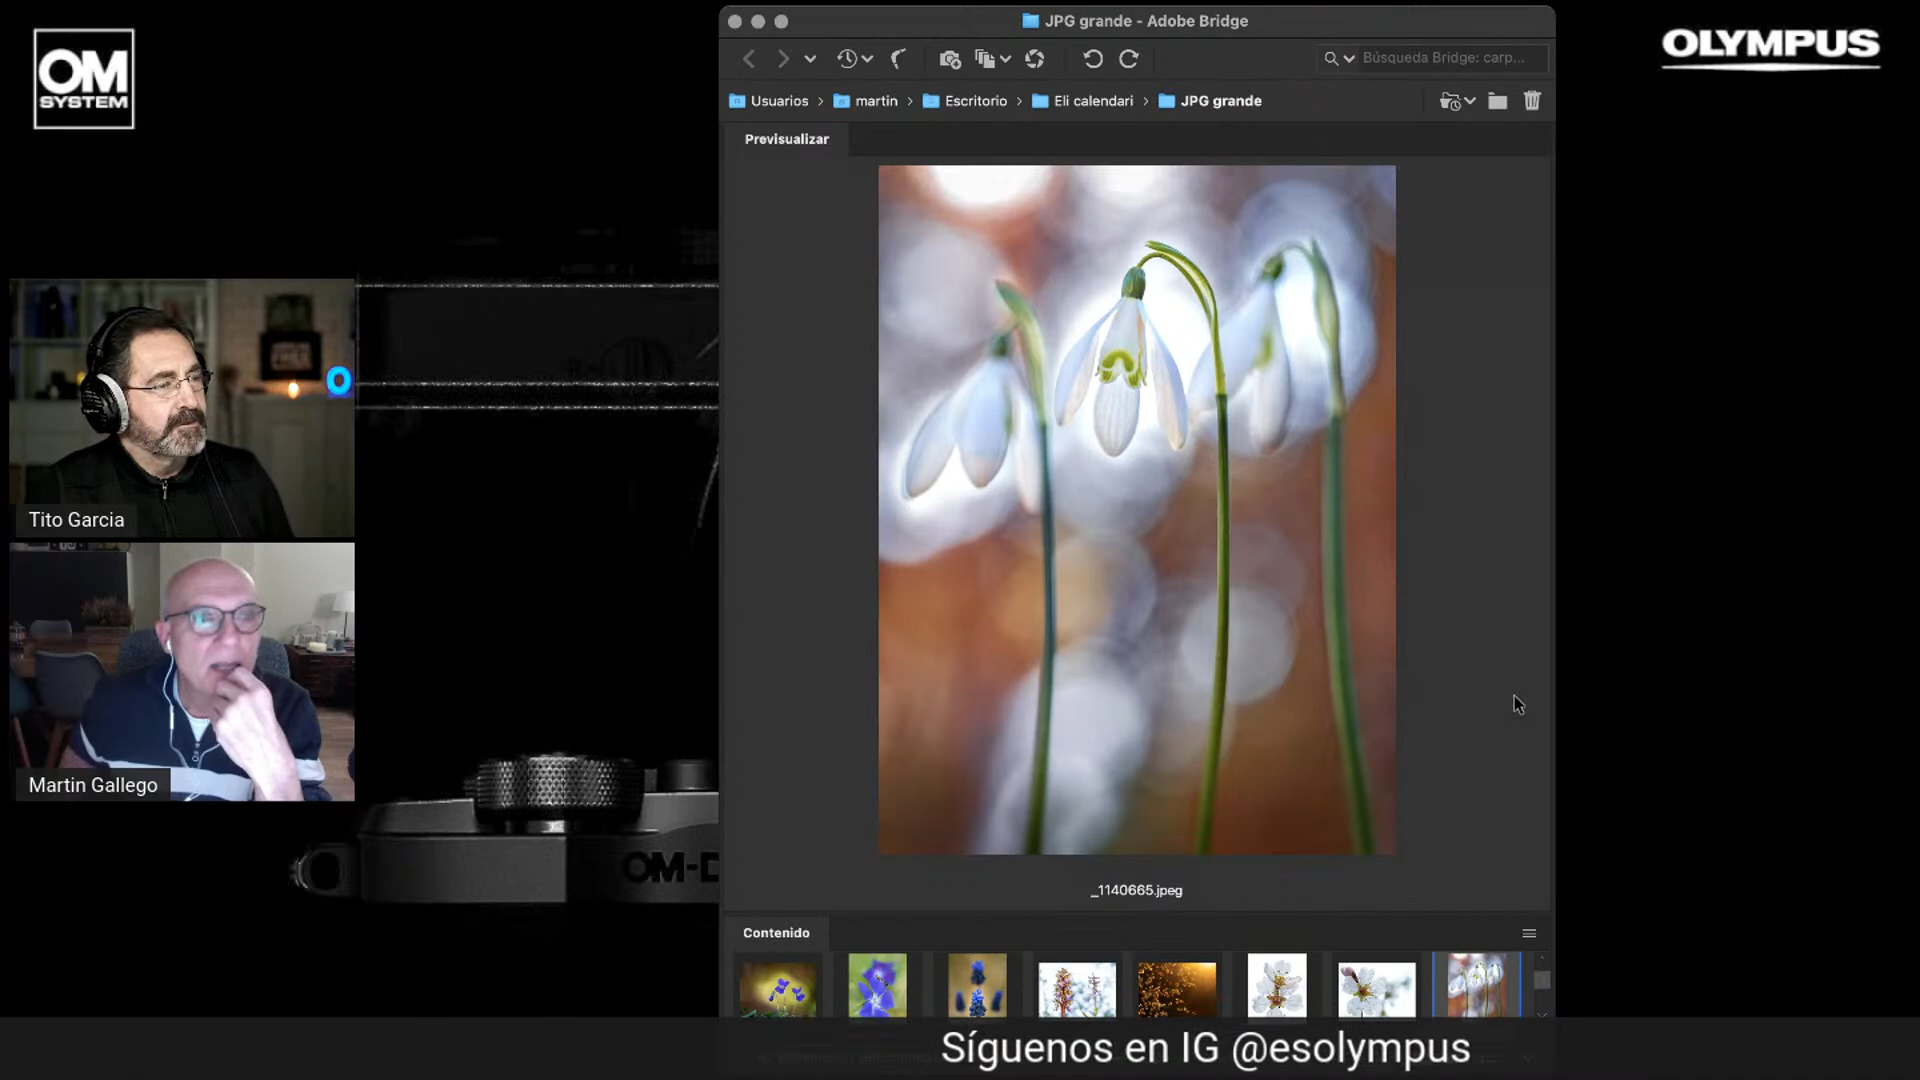 OM
SYSTEM
OLYMPUS
JPG grande - Adobe Bridge
Búsqueda Bridge: carp...
Usuarios
martin
Escritorio
Eli calendari
JPG grande
Previsualizar
Tito Garcia
Martin Gallego
OM-D
_1140665.jpeg
Contenido
Síguenos en IG @esolympus